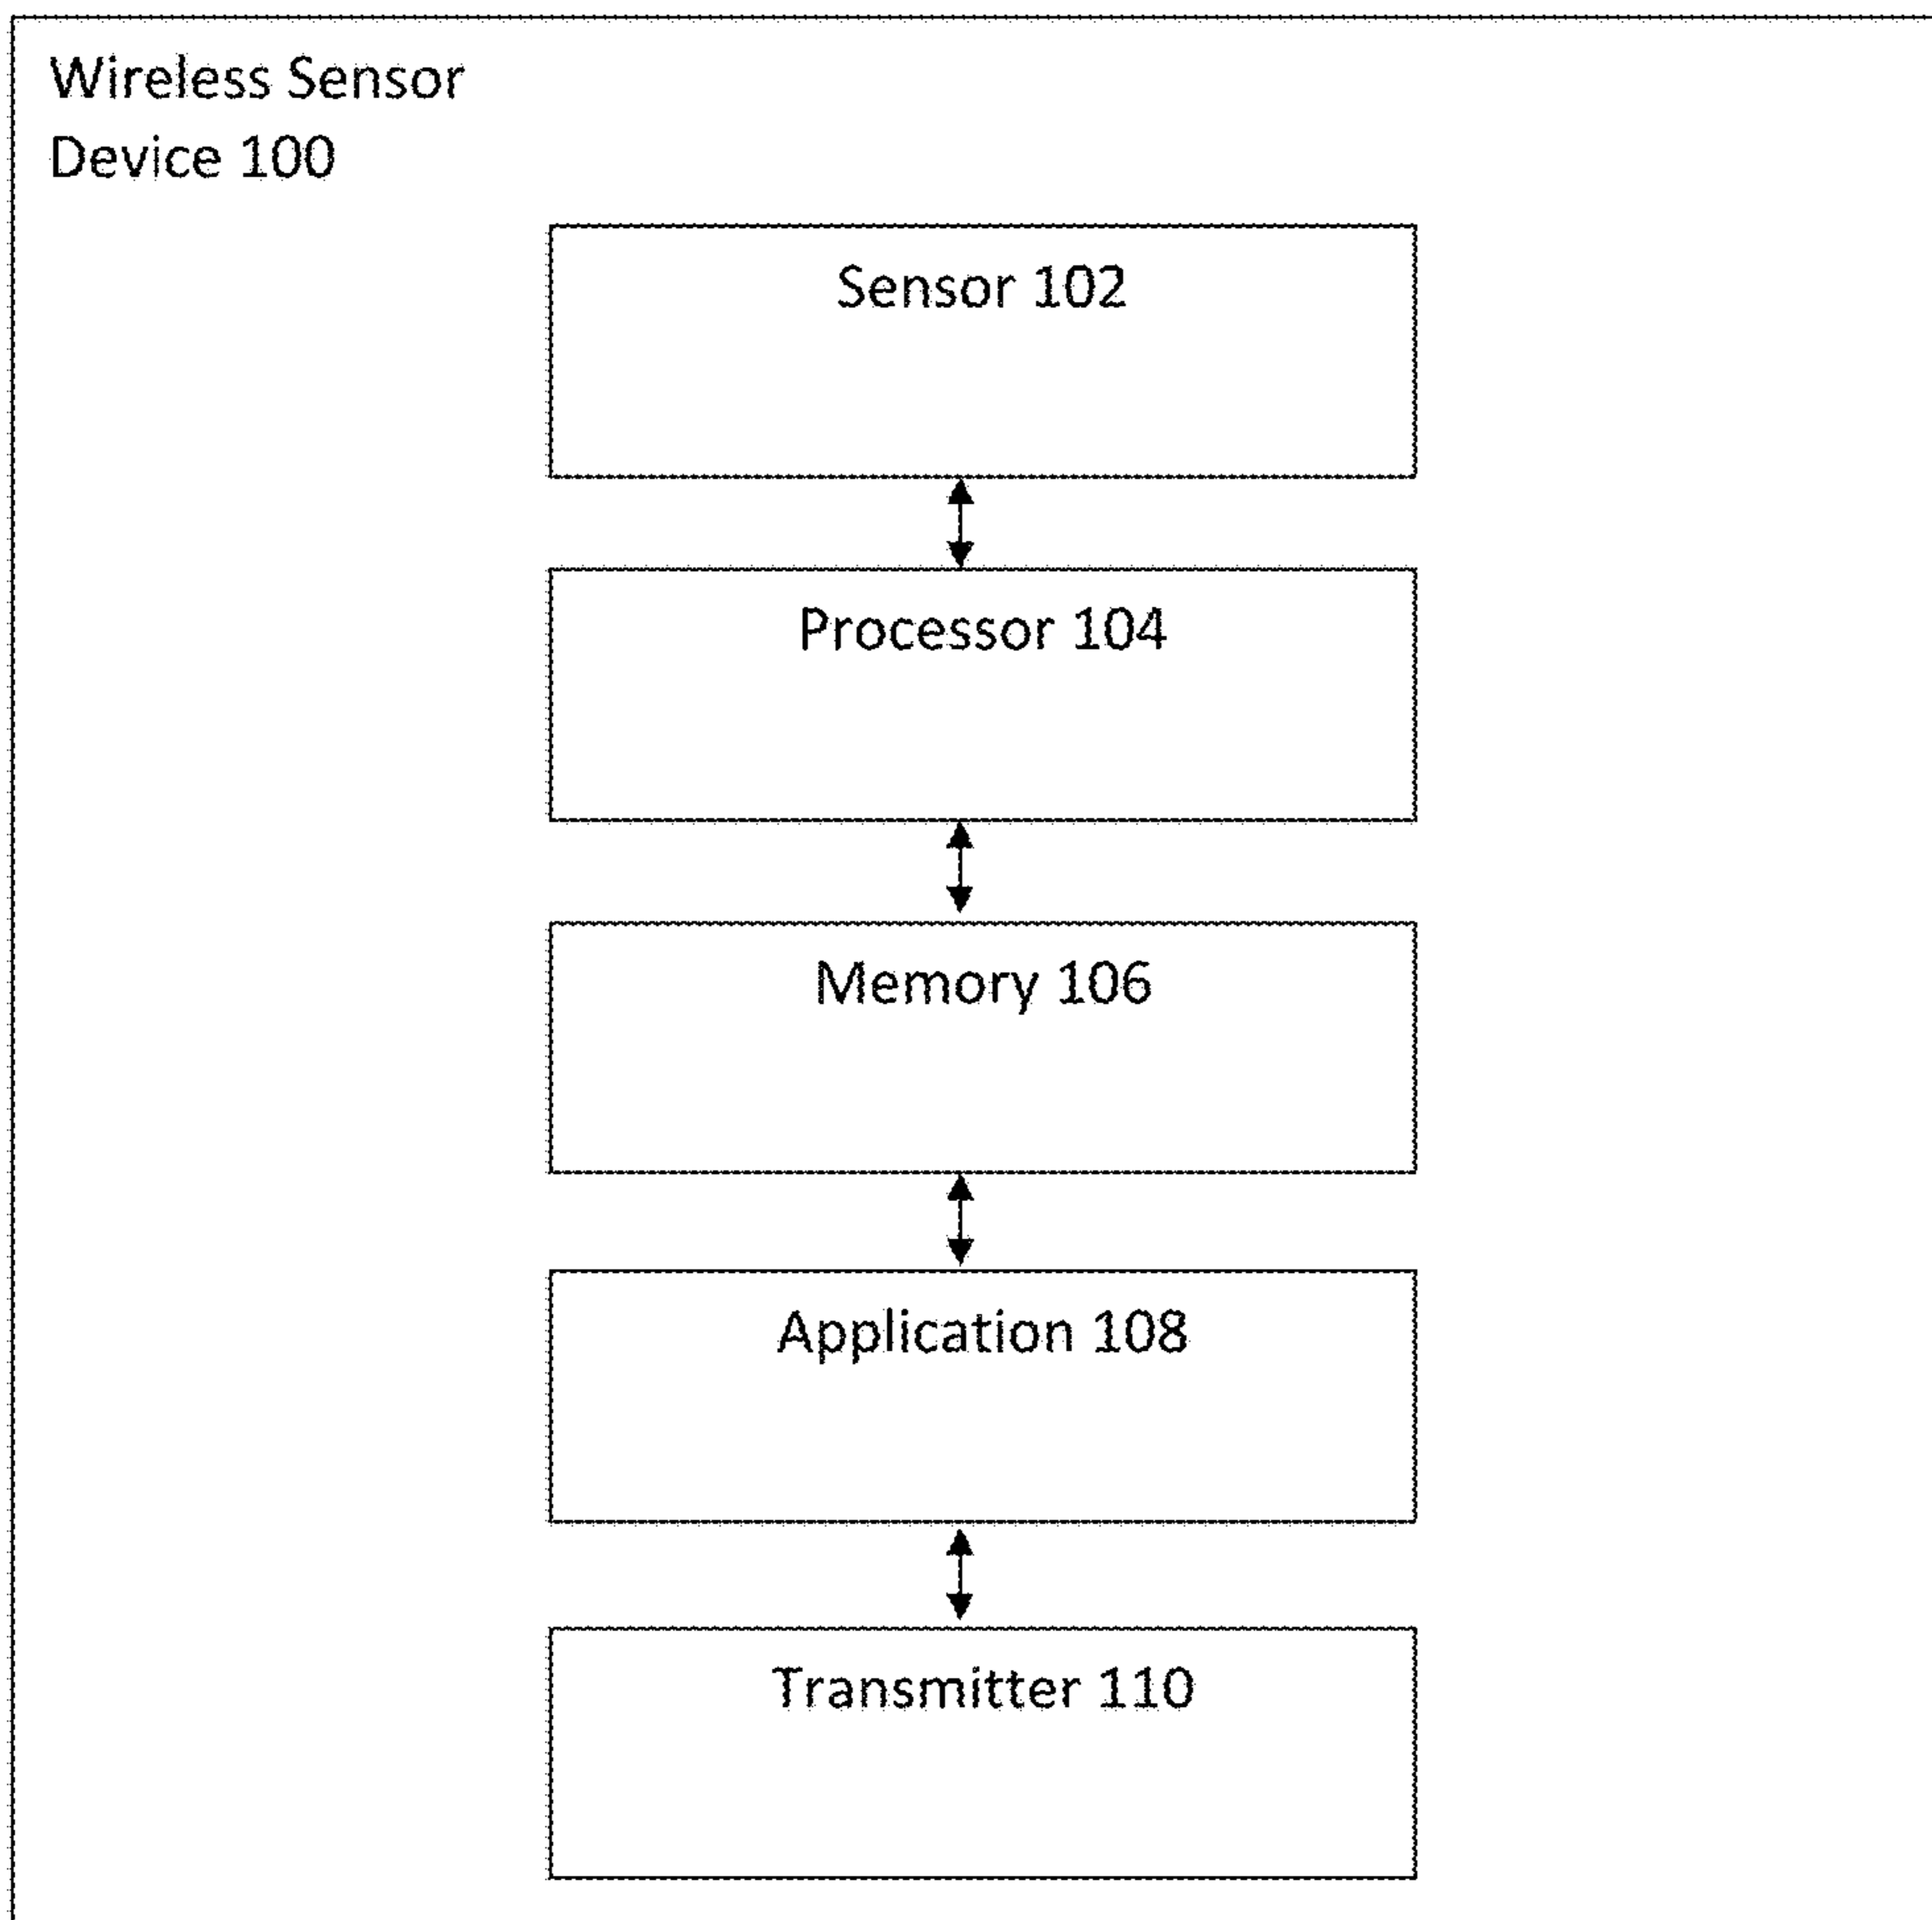 Wireless Sensor
Device 100
Sensor 102
Processor 104
Memory 106
Application 108
Transmitter 110